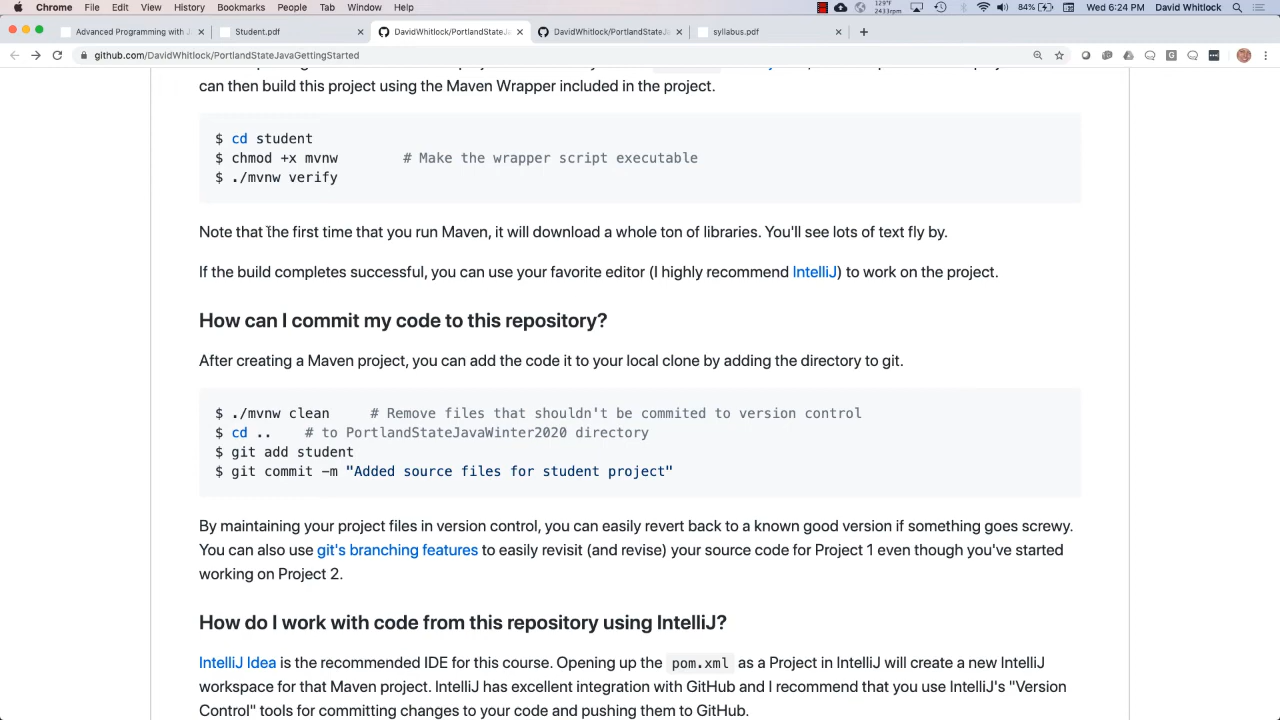 Chrome File Edit View History Bookmarks People Tab Window Help 129°F 2433rpm 84% Wed 6:24 PM David Whitlock
Advanced Programming with J Student.pdf DavidWhitlock/PortlandStateJ DavidWhitlock/PortlandStateJa syllabus.pdf
github.com/DavidWhitlock/PortlandStateJavaGettingStarted
can then build this project using the Maven Wrapper included in the project.
$ cd student
$ chmod +x mvnw # Make the wrapper script executable
$ ./mvnw verify
Note that the first time that you run Maven, it will download a whole ton of libraries. You'll see lots of text fly by.
If the build completes successful, you can use your favorite editor (I highly recommend IntelliJ) to work on the project.
How can I commit my code to this repository?
After creating a Maven project, you can add the code it to your local clone by adding the directory to git.
$ ./mvnw clean # Remove files that shouldn't be commited to version control
$ cd .. # to PortlandStateJavaWinter2020 directory
$ git add student
$ git commit -m "Added source files for student project"
By maintaining your project files in version control, you can easily revert back to a known good version if something goes screwy.
You can also use git's branching features to easily revisit (and revise) your source code for Project 1 even though you've started
working on Project 2.
How do I work with code from this repository using IntelliJ?
IntelliJ Idea is the recommended IDE for this course. Opening up the pom.xml as a Project in IntelliJ will create a new IntelliJ
workspace for that Maven project. IntelliJ has excellent integration with GitHub and I recommend that you use IntelliJ's "Version
Control" tools for committing changes to your code and pushing them to GitHub.